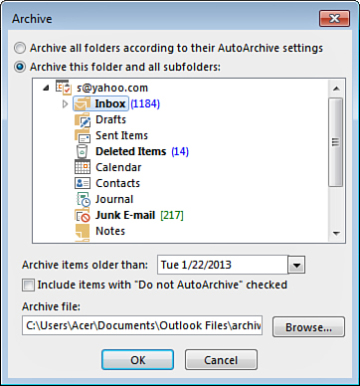 Archive
Archive all folders according to their AutoArchive settings
Archive this folder and all subfolders:
s@yahoo.com
Inbox (1184)
Drafts
Sent Items
Deleted Items (14)
Calendar
Contacts
Journal
Junk E-mail [217]
Notes
Archive items older than: Tue 1/22/2013
Include items with "Do not AutoArchive" checked
Archive file:
C:\Users\Acer\Documents\Outlook Files\archiv Browse...
OK Cancel